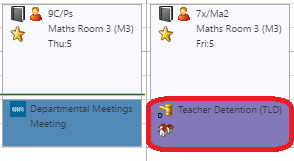 9C/Ps
Maths Room 3 (M3)
Thu:5
7x/Ma2
Maths Room 3 (M3)
Fri:5
Departmental Meetings
Meeting
Teacher Detention (TLD)